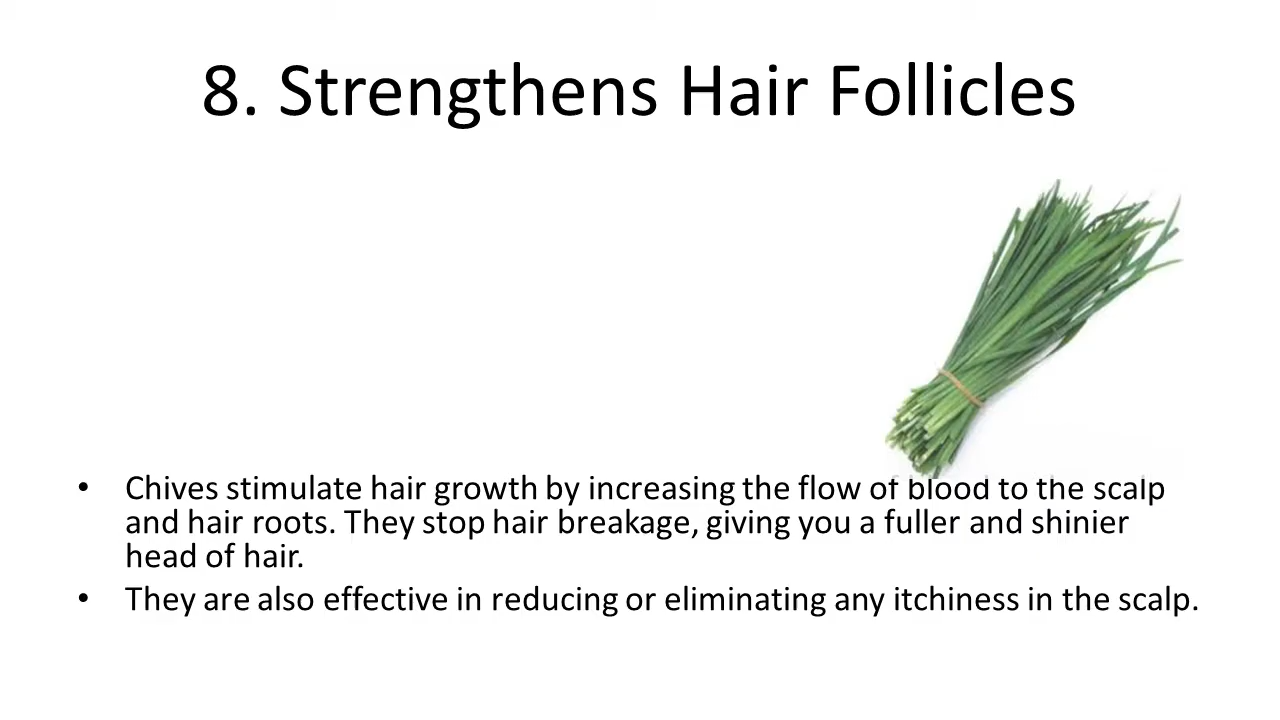 8. Strengthens Hair Follicles
• Chives stimulate hair growth by increasing the flow of blood to the scalp
and hair roots. They stop hair breakage, giving you a fuller and shinier
head of hair.
• They are also effective in reducing or eliminating any itchiness in the scalp.